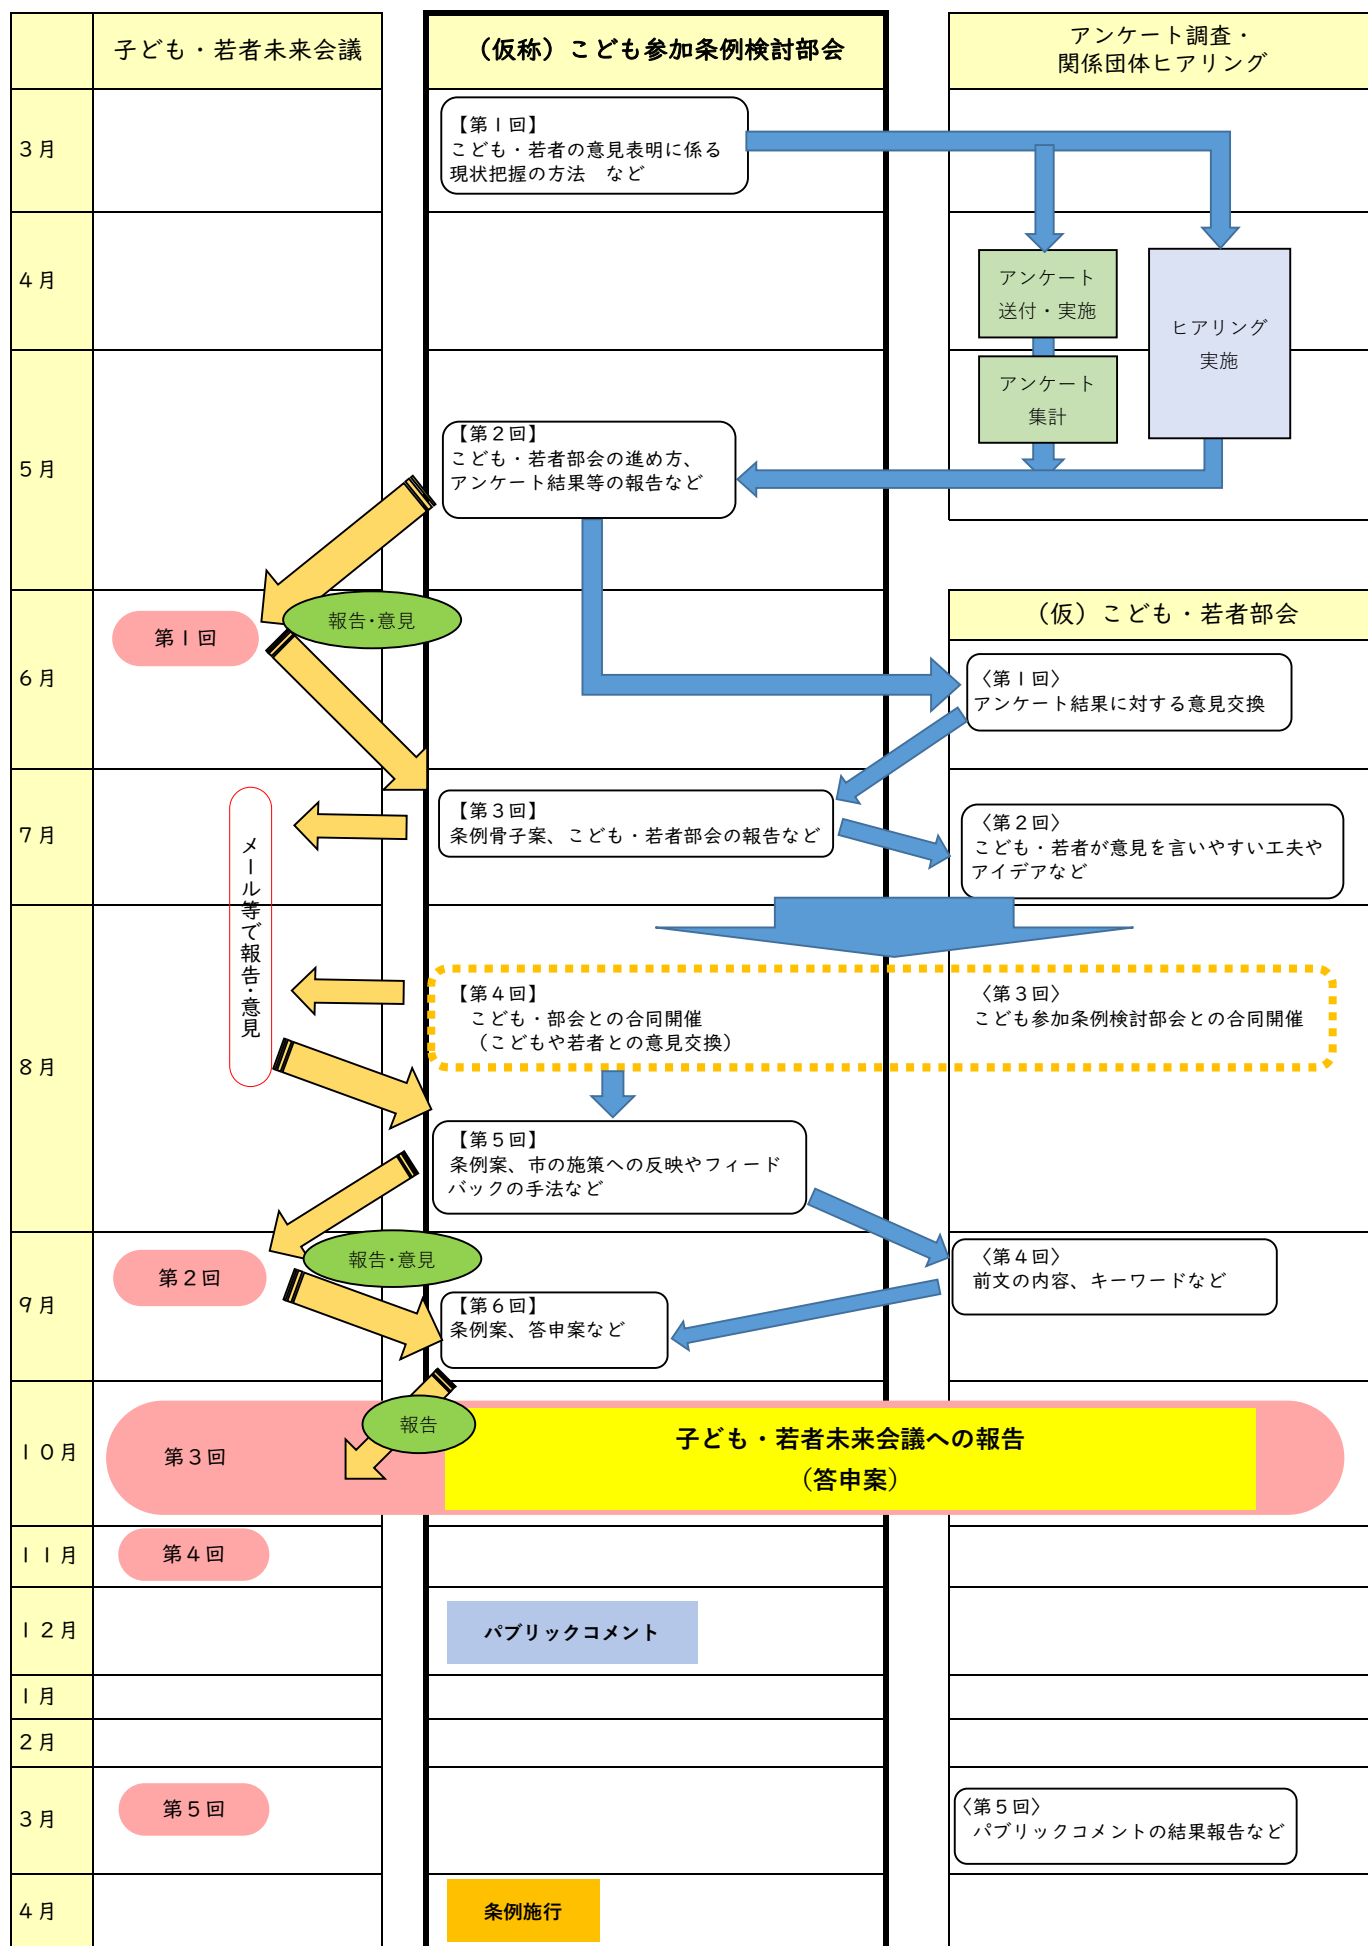 子ども・若者未来会議
（仮称）こども参加条例検討部会
アンケート調査・
関係団体ヒアリング
３月
【第１回】
こども・若者の意見表明に係る
現状把握の方法　など
４月
アンケート
送付・実施
ヒアリング
実施
アンケート
集計
５月
【第２回】
こども・若者部会の進め方、
アンケート結果等の報告など
６月
第１回
報告・意見
（仮）こども・若者部会
〈第１回〉
アンケート結果に対する意見交換
７月
メール等で報告・意見
【第３回】
条例骨子案、こども・若者部会の報告など
〈第２回〉
こども・若者が意見を言いやすい工夫や
アイデアなど
８月
【第４回】
こども・部会との合同開催
（こどもや若者との意見交換）
〈第３回〉
こども参加条例検討部会との合同開催
【第５回】
条例案、市の施策への反映やフィード
バックの手法など
９月
第２回
報告・意見
〈第４回〉
前文の内容、キーワードなど
【第６回】
条例案、答申案など
１０月
第３回
報告
子ども・若者未来会議への報告
（答申案）
１１月
第４回
１２月
パブリックコメント
１月
２月
３月
第５回
〈第５回〉
パブリックコメントの結果報告など
４月
条例施行